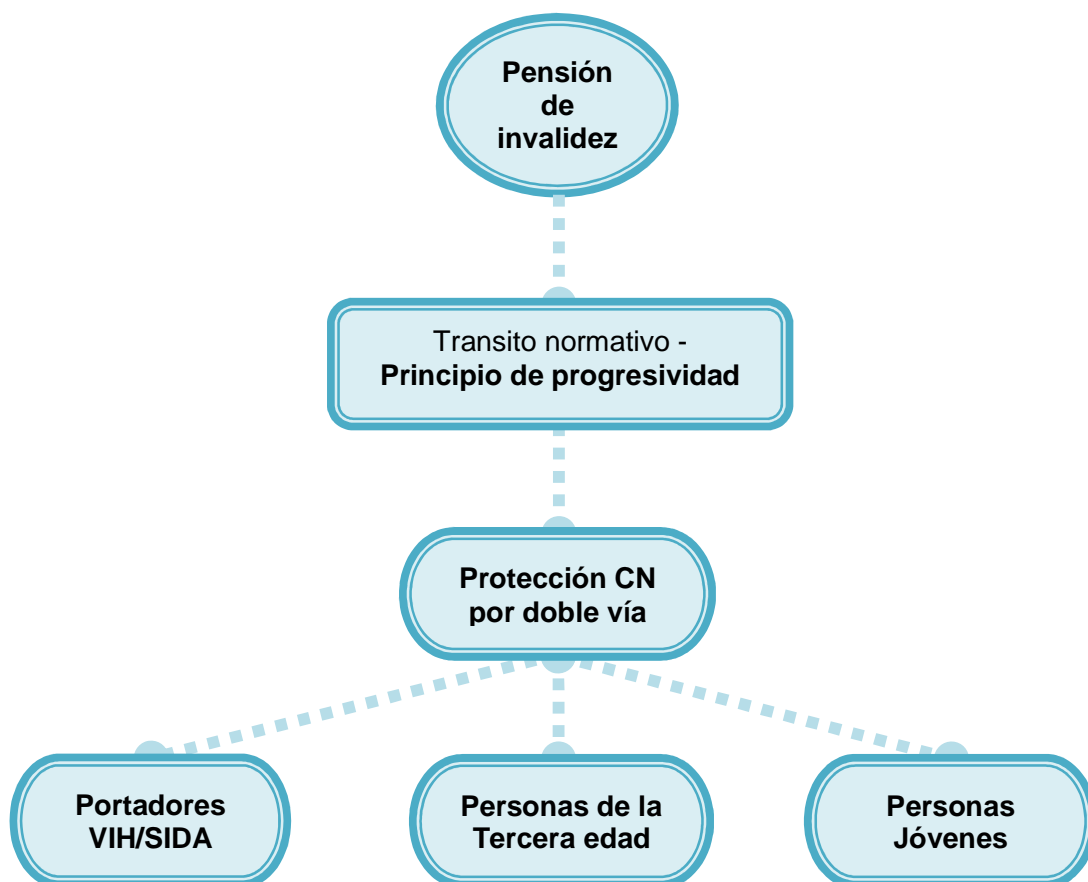 Pensión
de
invalidez
Transito normativo -
Principio de progresividad
Protección CN
por doble vía
Portadores
VIH/SIDA
Personas de la
Tercera edad
Personas
Jóvenes